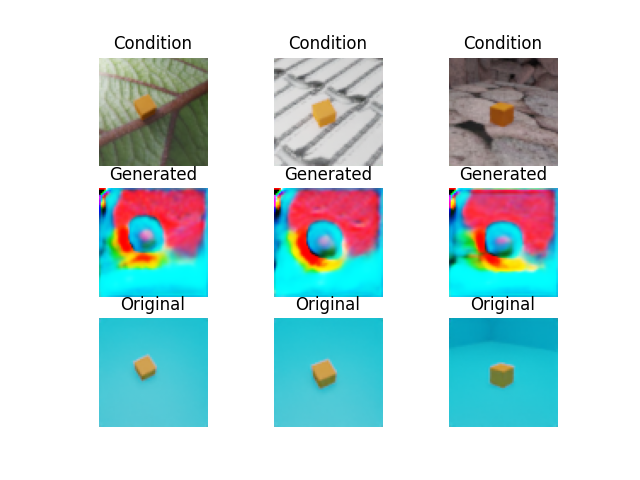 Condition Condition Condition
Generated Generated Generated
Original Original Original